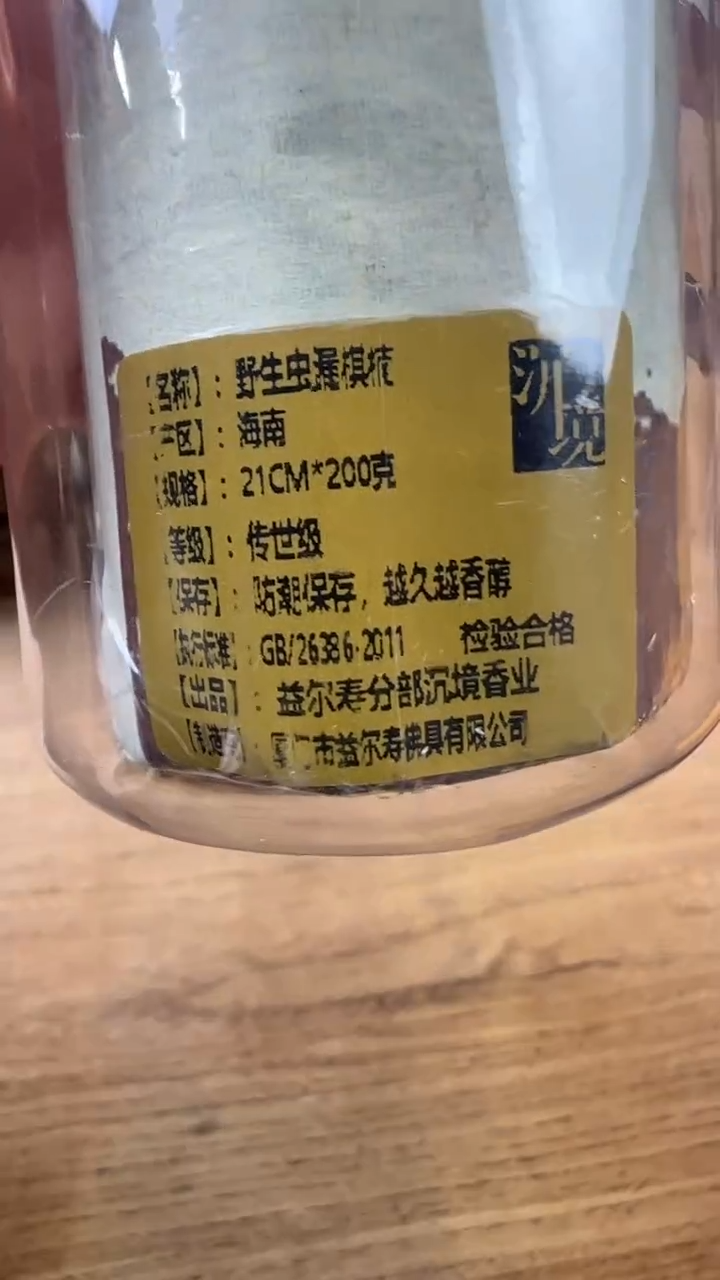 【名称】：野生虫漏棋楠
【产区】：海南
【规格】：21CM*200克
【等级】：传世级
【保存】：防潮保存，越久越香醇
【执行标准】：GB/26386-2011 检验合格
【出品】：益尔寿分部沉境香业
【制造商】：厦门市益尔寿佛具有限公司
沉境